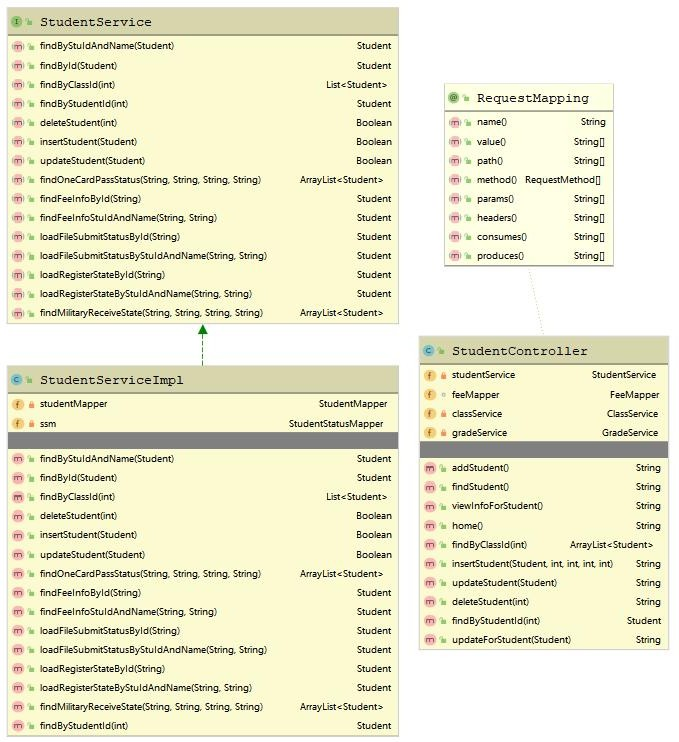 I StudentService
m findByStuIdAndName(Student) Student
m findById(Student) Student
m findByClassId(int) List<Student>
m findByStudentId(int) Student
m deleteStudent(int) Boolean
m insertStudent(Student) Boolean
m updateStudent(Student) Boolean
m findOneCardPassStatus(String, String, String, String) ArrayList<Student>
m findFeeInfoById(String) Student
m findFeeInfoStuIdAndName(String, String) Student
m loadFileSubmitStatusById(String) Student
m loadFileSubmitStatusByStuIdAndName(String, String) Student
m loadRegisterStateById(String) Student
m loadRegisterStateByStuIdAndName(String, String) Student
m findMilitaryReceiveState(String, String, String, String) ArrayList<Student>
C StudentServiceImpl
f studentMapper StudentMapper
f ssm StudentStatusMapper
m findByStuIdAndName(Student) Student
m findById(Student) Student
m findByClassId(int) List<Student>
m deleteStudent(int) Boolean
m insertStudent(Student) Boolean
m updateStudent(Student) Boolean
m findOneCardPassStatus(String, String, String, String) ArrayList<Student>
m findFeeInfoById(String) Student
m findFeeInfoStuIdAndName(String, String) Student
m loadFileSubmitStatusById(String) Student
m loadFileSubmitStatusByStuIdAndName(String, String) Student
m loadRegisterStateById(String) Student
m loadRegisterStateByStuIdAndName(String, String) Student
m findMilitaryReceiveState(String, String, String, String) ArrayList<Student>
m findByStudentId(int) Student
@ RequestMapping
m name() String
m value() String[]
m path() String[]
m method() RequestMethod[]
m params() String[]
m headers() String[]
m consumes() String[]
m produces() String[]
C StudentController
f studentService StudentService
f feeMapper FeeMapper
f classService ClassService
f gradeService GradeService
m addStudent() String
m findStudent() String
m viewInfoForStudent() String
m home() String
m findByClassId(int) ArrayList<Student>
m insertStudent(Student, int, int, int, int) String
m updateStudent(Student) String
m deleteStudent(int) String
m findByStudentId(int) Student
m updateForStudent(Student) String